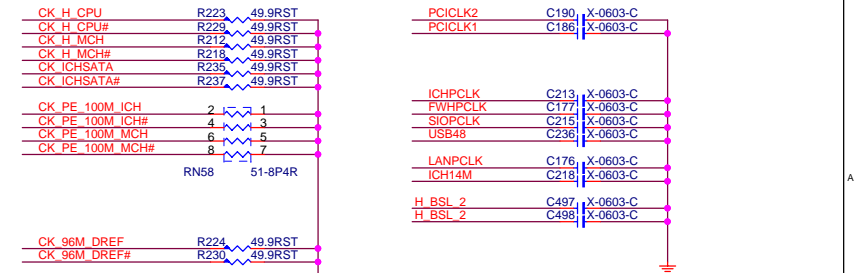 CK_H_CPU R223 49.9RST
CK_H_CPU# R229 49.9RST
CK_H_MCH R212 49.9RST
CK_H_MCH# R218 49.9RST
CK_ICHSATA R235 49.9RST
CK_ICHSATA# R237 49.9RST
CK_PE_100M_ICH 2 1
CK_PE_100M_ICH# 4 3
CK_PE_100M_MCH 6 5
CK_PE_100M_MCH# 8 7
RN58 51-8P4R
CK_96M_DREF R224 49.9RST
CK_96M_DREF# R230 49.9RST
PCICLK2 C190 X-0603-C
PCICLK1 C186 X-0603-C
ICHPCLK C213 X-0603-C
FWHPCLK C177 X-0603-C
SIOPCLK C215 X-0603-C
USB48 C236 X-0603-C
LANPCLK C176 X-0603-C
ICH14M C218 X-0603-C
H_BSL_2 C497 X-0603-C
H_BSL_2 C498 X-0603-C
A